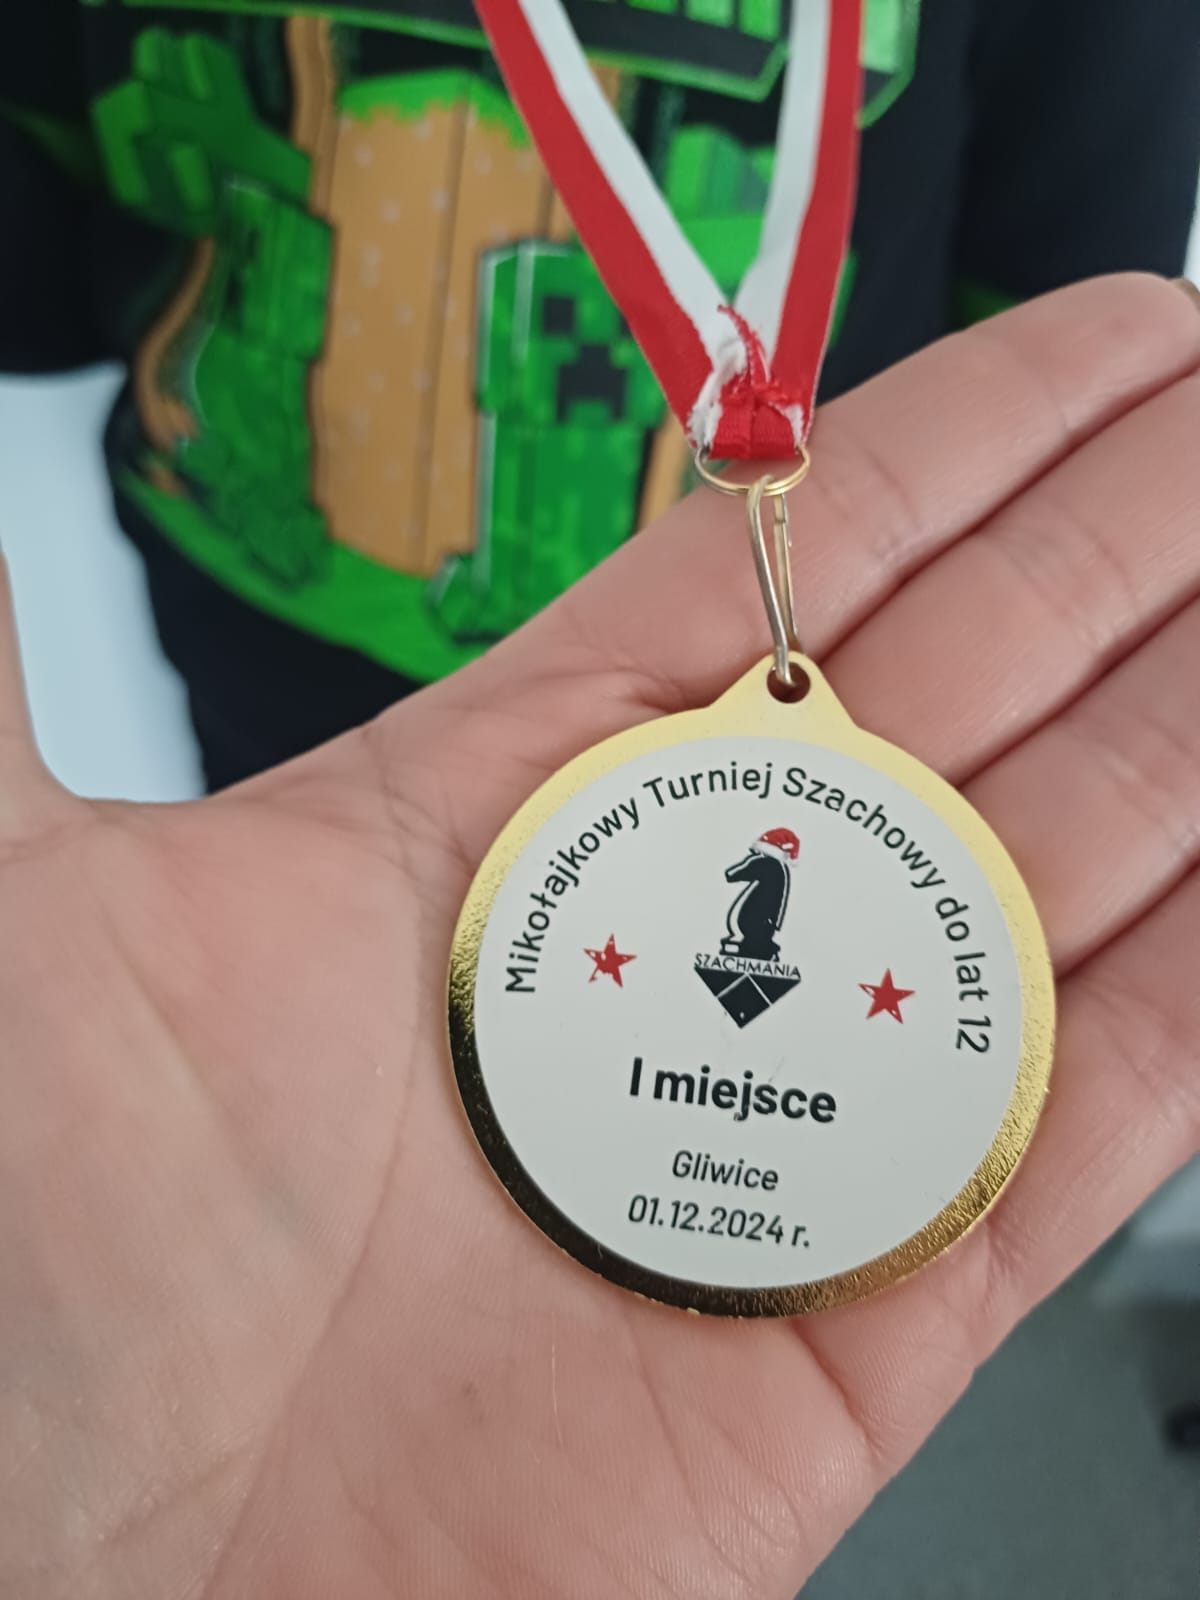 Mikołajkowy Turniej Szachowy do lat 12
SZACHMANIA
I miejsce
Gliwice
01.12.2024 r.